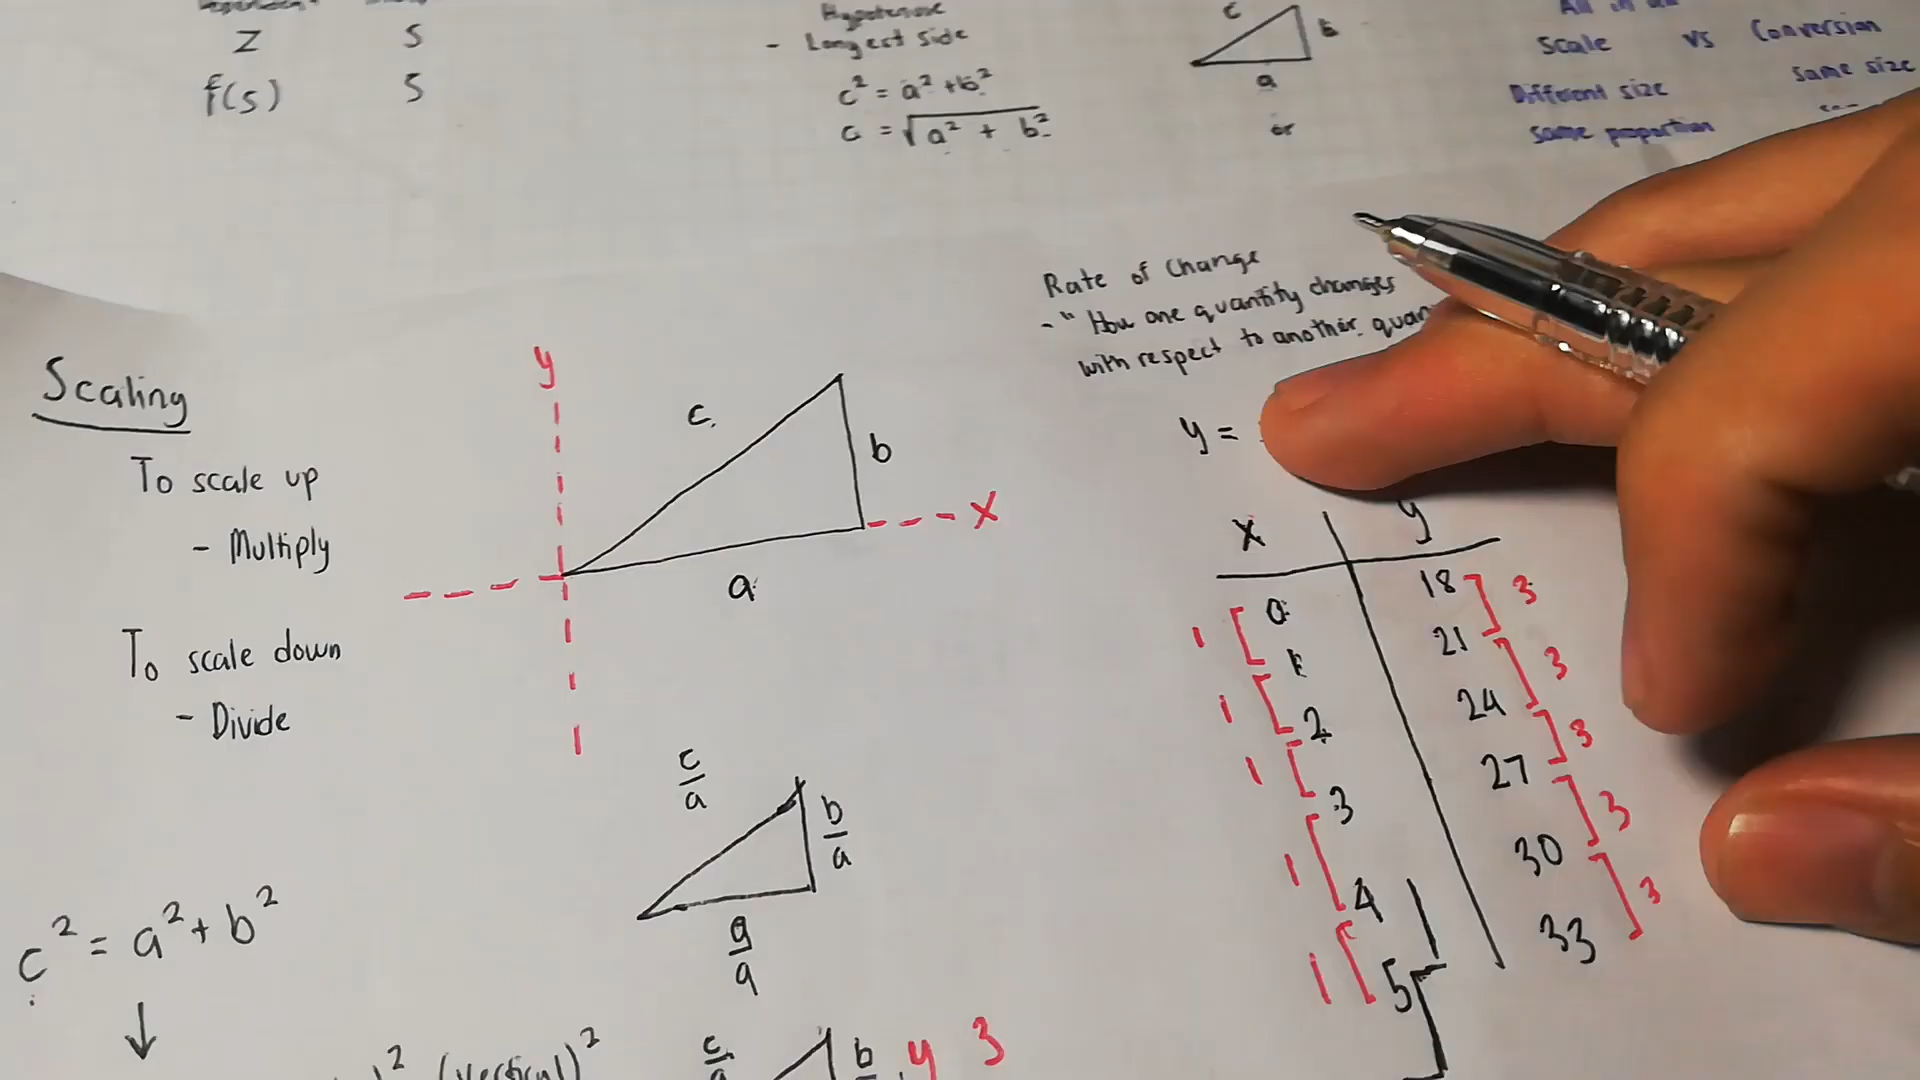 Z 5
f(s) 5
Hypotenuse
- Longest side
c² = a² + b²
c = √a² + b²
c
b
a
or
Scale vs Conversion
Different size same size
same proportion
Rate of Change
- "How one quantity changes
with respect to another
y =
Scaling
To scale up
- Multiply
To scale down
- Divide
y
c
b
x
a
c/a
b/a
a/a
c² = a² + b²
↓
(vertical)²
c/a
b
y 3
x y
0 18
1 21
2 24
3 27
4 30
5 33
1 1 1 1 1
3 3 3 3 3